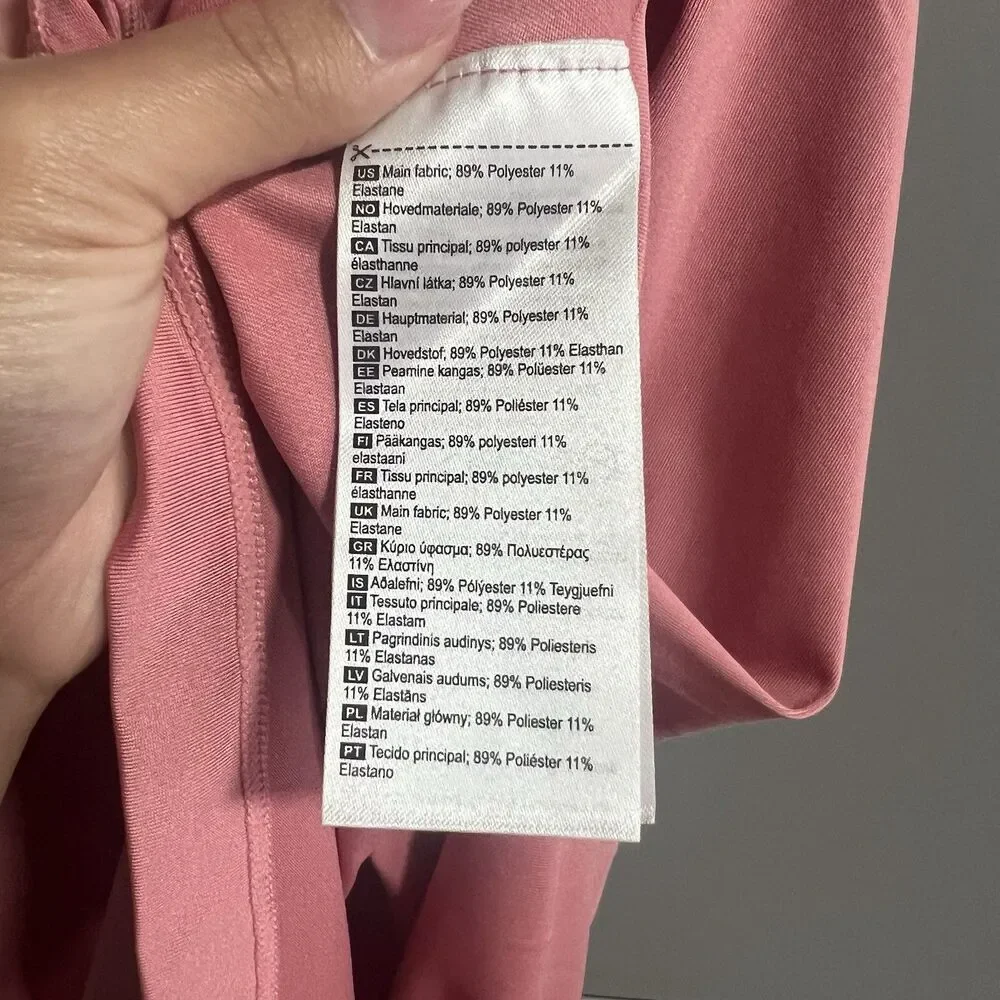 US Main fabric; 89% Polyester 11%
Elastane
NO Hovedmateriale; 89% Polyester 11%
Elastan
CA Tissu principal; 89% polyester 11%
élasthanne
CZ Hlavní látka; 89% Polyester 11%
Elastan
DE Hauptmaterial; 89% Polyester 11%
Elastan
DK Hovedstof; 89% Polyester 11% Elasthan
EE Peamine kangas; 89% Polüester 11%
Elastaan
ES Tela principal; 89% Poliéster 11%
Elasteno
FI Pääkangas; 89% polyesteri 11%
elastaani
FR Tissu principal; 89% polyester 11%
élasthanne
UK Main fabric; 89% Polyester 11%
Elastane
GR Κύριο ύφασμα; 89% Πολυεστέρας
11% Ελαστίνη
IS Aðalefni; 89% Pólýester 11% Teygjuefni
IT Tessuto principale; 89% Poliestere
11% Elastam
LT Pagrindinis audinys; 89% Poliesteris
11% Elastanas
LV Galvenais audums; 89% Poliesteris
11% Elastāns
PL Materiał główny; 89% Poliester 11%
Elastan
PT Tecido principal; 89% Poliéster 11%
Elastano